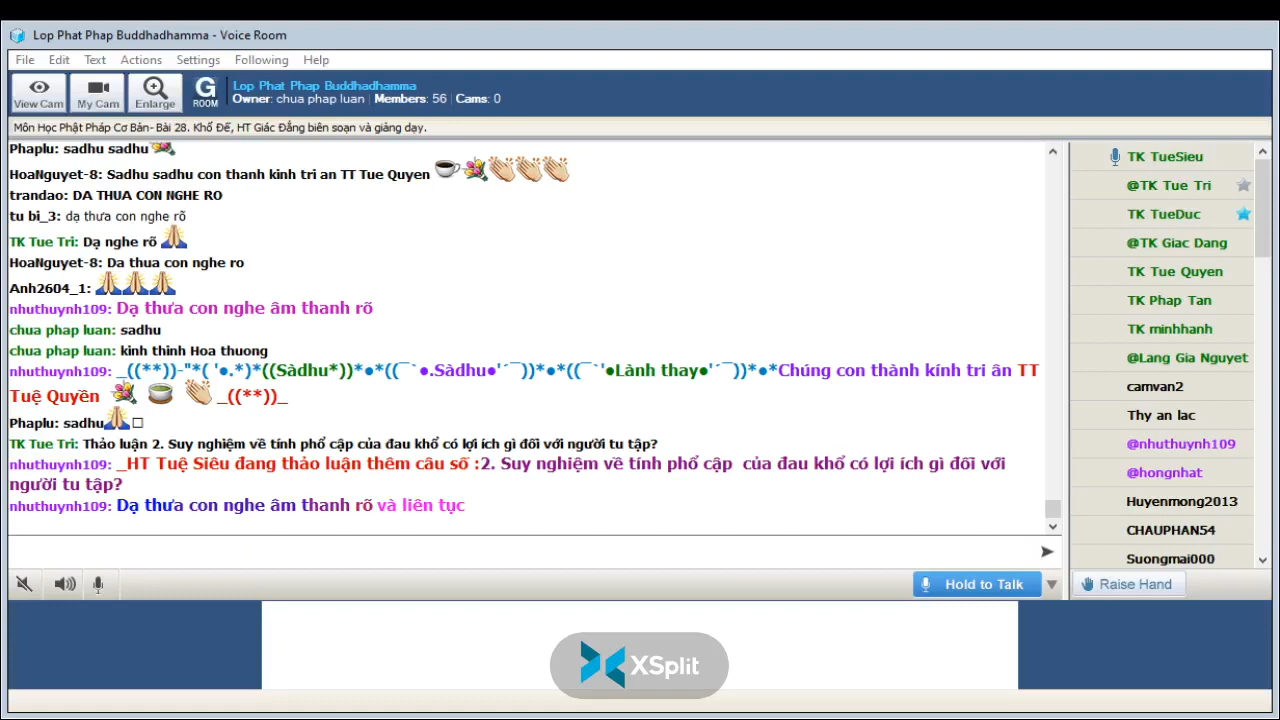 Lop Phat Phap Buddhadhamma - Voice Room
File Edit Text Actions Settings Following Help
View Cam My Cam Enlarge G ROOM
Lop Phat Phap Buddhadhamma
Owner: chua phap luan | Members: 56 | Cams: 0
Môn Học Phật Pháp Cơ Bản- Bài 28. Khổ Đế, HT Giác Đẳng biên soạn và giảng dạy.
Phaplu: sadhu sadhu
HoaNguyet-8: Sadhu sadhu con thanh kinh tri an TT Tue Quyen
trandao: DA THUA CON NGHE RO
tu bi_3: dạ thưa con nghe rõ
TK Tue Tri: Dạ nghe rõ
HoaNguyet-8: Da thua con nghe ro
Anh2604_1:
nhuthuynh109: Dạ thưa con nghe âm thanh rõ
chua phap luan: sadhu
chua phap luan: kinh thinh Hoa thuong
nhuthuynh109: _((**))-"*( '●.*)*((Sàdhu*))*●*((¯`●.Sàdhu●'´¯))*●*((¯`'●Lành thay●'´¯))*●*Chúng con thành kính tri ân TT
Tuệ Quyền _((**))_
Phaplu: sadhu □
TK Tue Tri: Thảo luận 2. Suy nghiệm về tính phổ cập của đau khổ có lợi ích gì đối với người tu tập?
nhuthuynh109: _HT Tuệ Siêu đang thảo luận thêm câu số :2. Suy nghiệm về tính phổ cập của đau khổ có lợi ích gì đối với
người tu tập?
nhuthuynh109: Dạ thưa con nghe âm thanh rõ và liên tục
TK TueSieu
@TK Tue Tri
TK TueDuc
@TK Giac Dang
TK Tue Quyen
TK Phap Tan
TK minhhanh
@Lang Gia Nguyet
camvan2
Thy an lac
@nhuthuynh109
@hongnhat
Huyenmong2013
CHAUPHAN54
Suongmai000
Hold to Talk
Raise Hand
XSplit